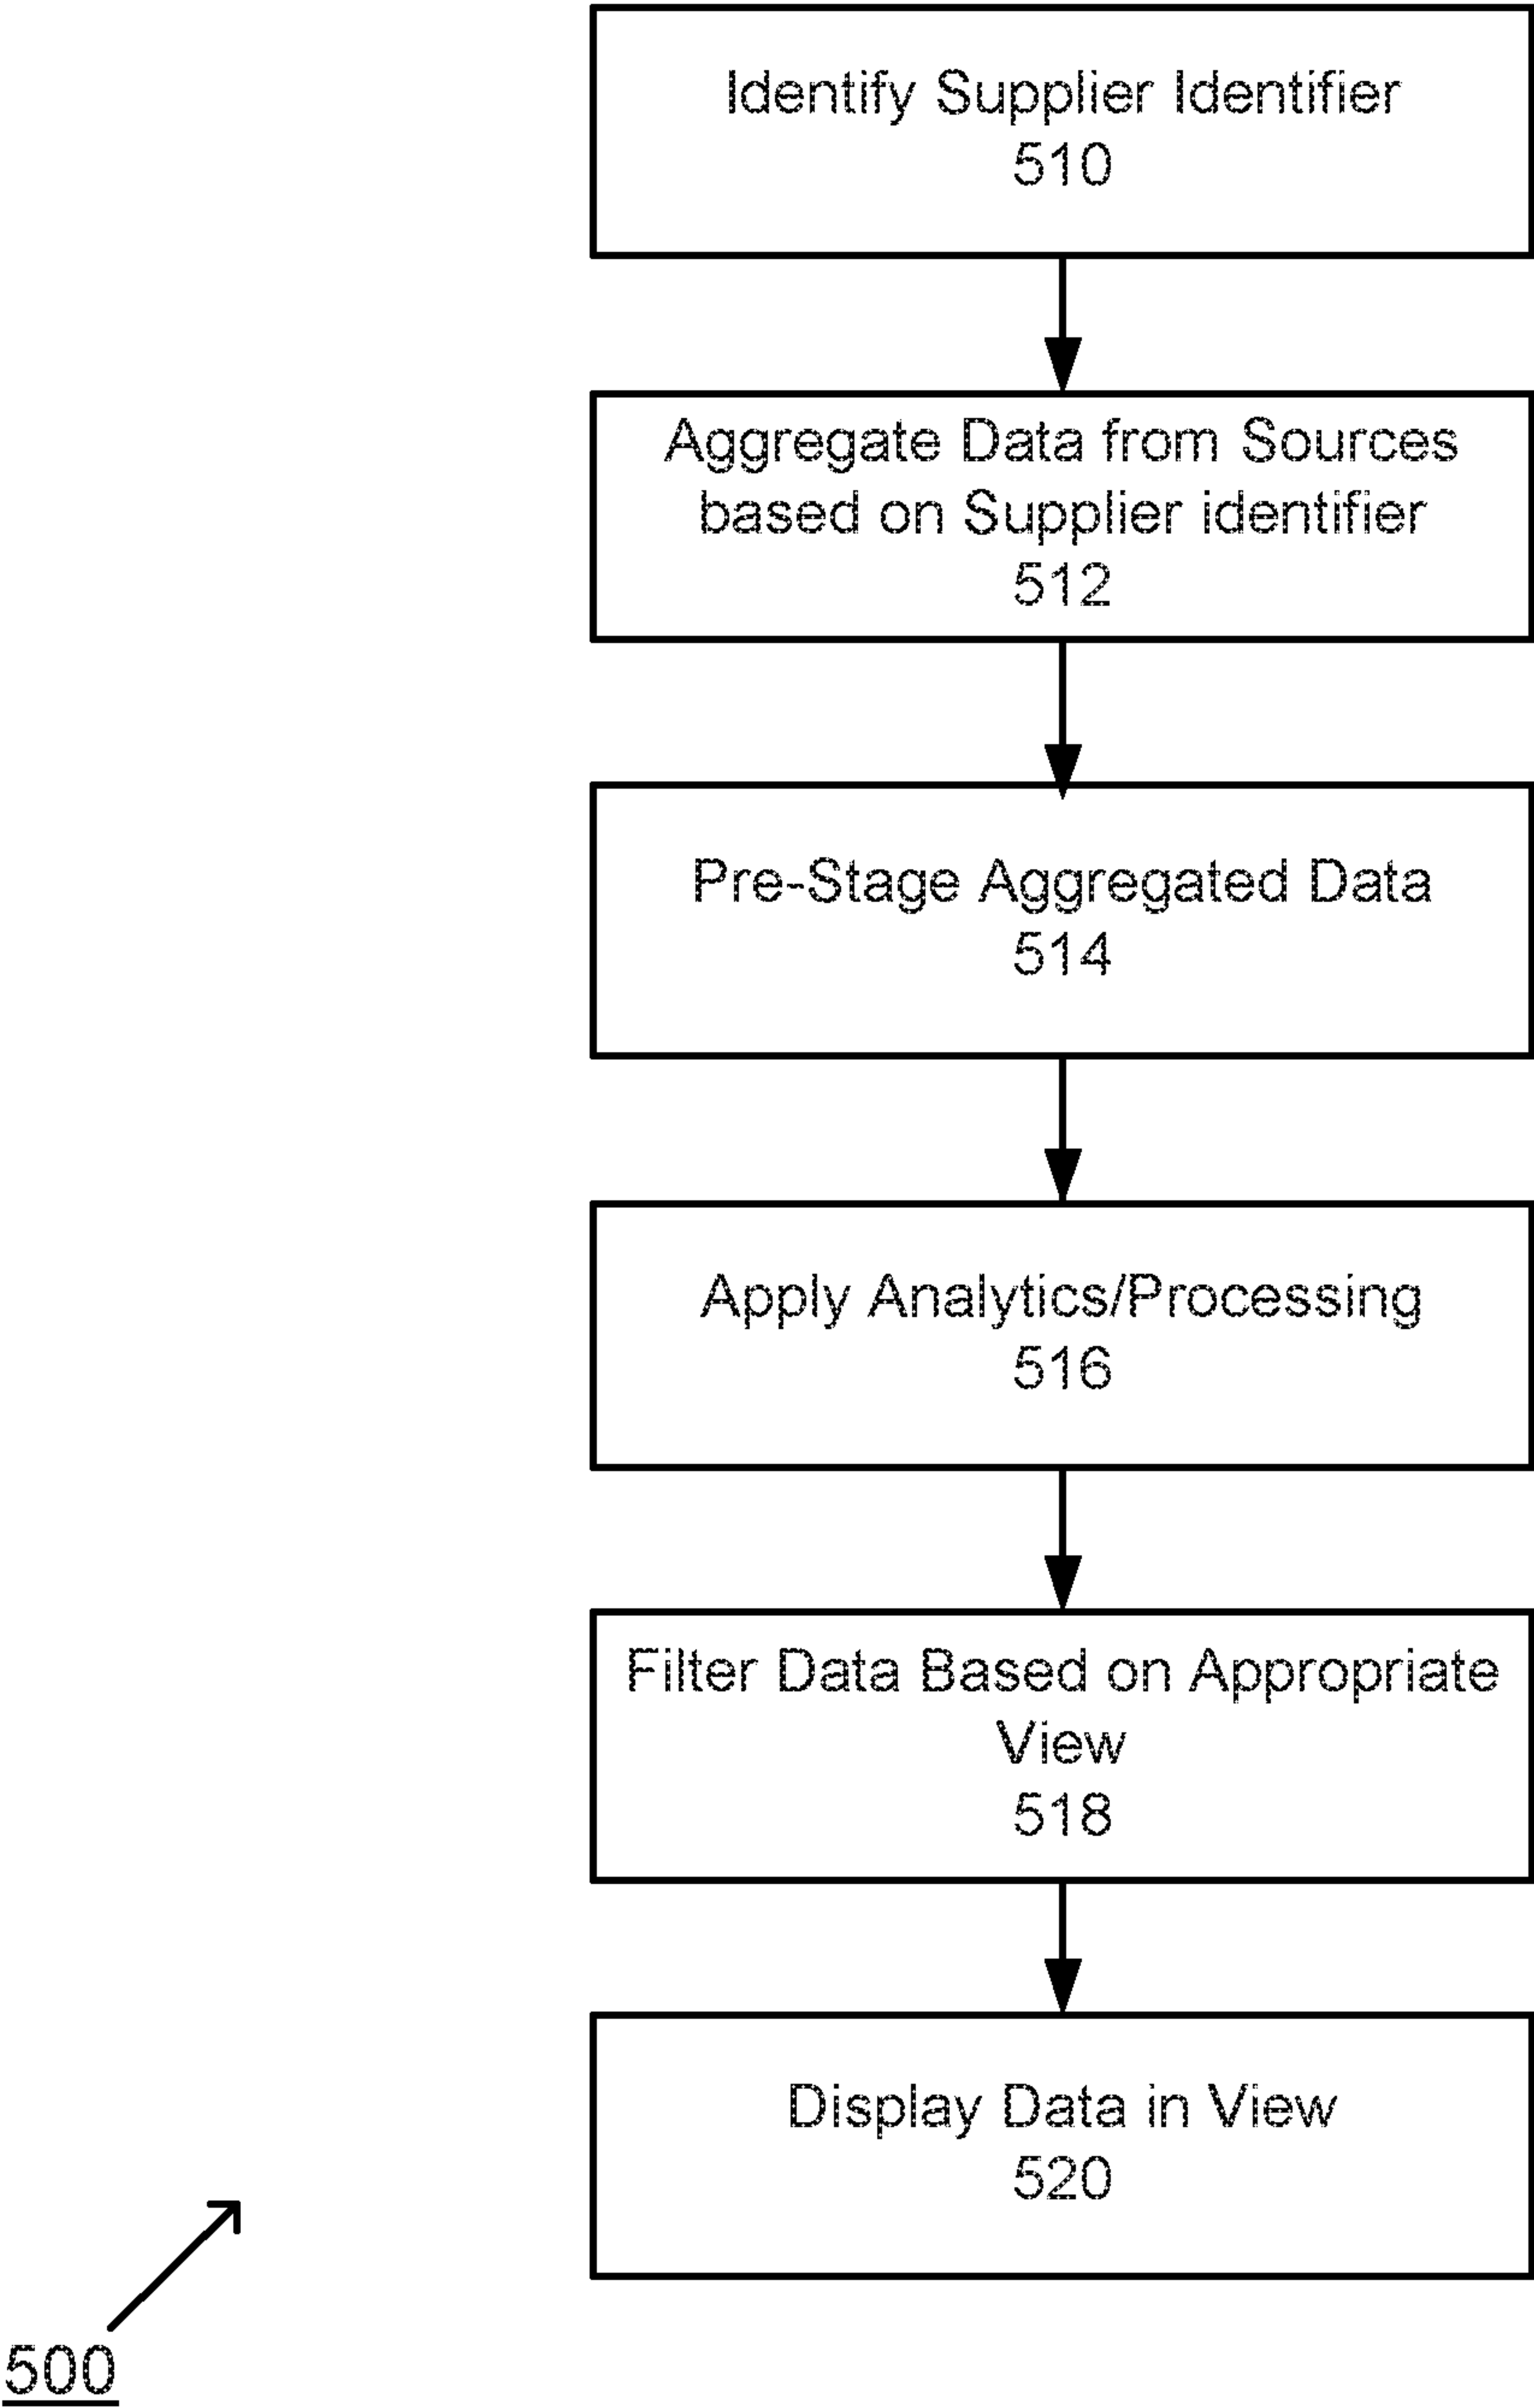 Identify Supplier Identifier
510
Aggregate Data from Sources
based on Supplier identifier
512
Pre-Stage Aggregated Data
514
Apply Analytics/Processing
516
Filter Data Based on Appropriate
View
518
Display Data in View
520
500